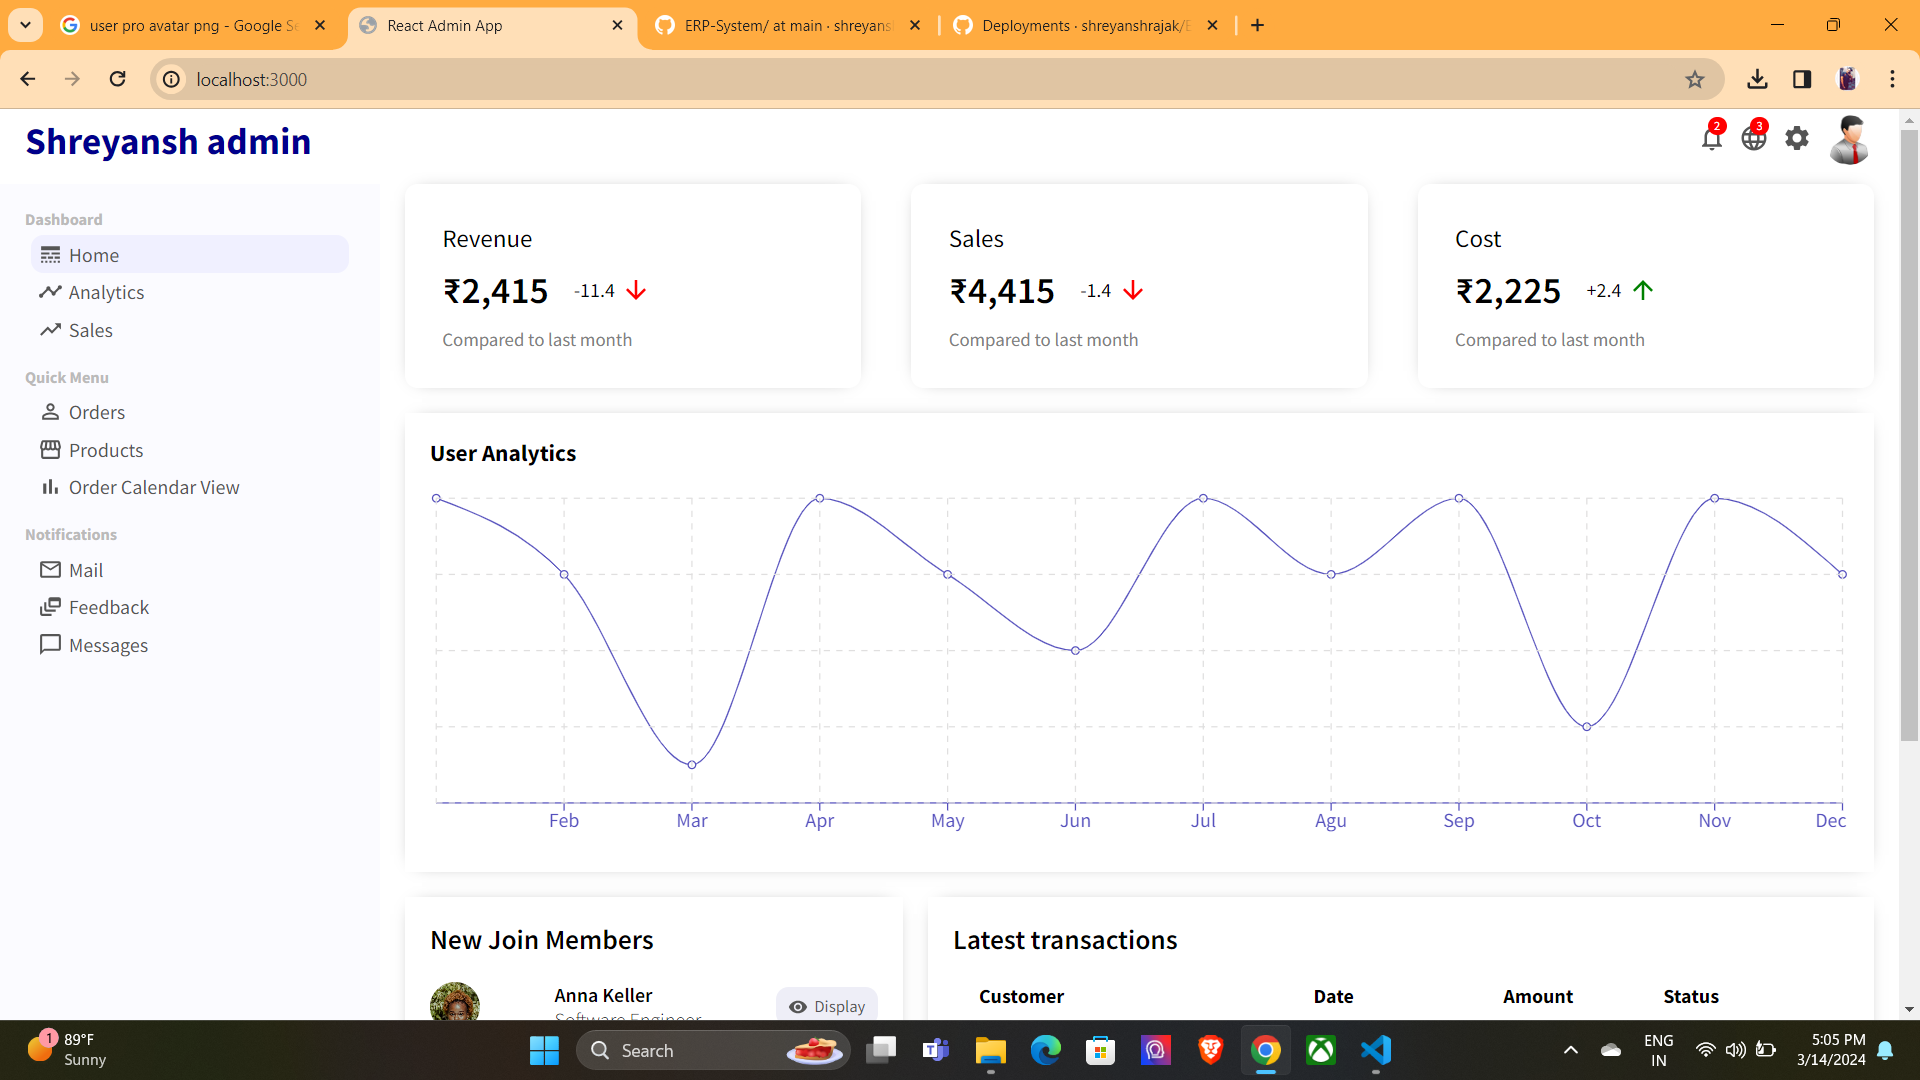 user pro avatar png - Google Se
React Admin App
ERP-System/ at main · shreyans
Deployments · shreyanshrajak/E
localhost:3000
Shreyansh admin
2
3
Dashboard
Home
Analytics
Sales
Quick Menu
Orders
Products
Order Calendar View
Notifications
Mail
Feedback
Messages
Revenue
₹2,415 -11.4
Compared to last month
Sales
₹4,415 -1.4
Compared to last month
Cost
₹2,225 +2.4
Compared to last month
User Analytics
Feb Mar Apr May Jun Jul Agu Sep Oct Nov Dec
New Join Members
Anna Keller
Software Engineer
Display
Latest transactions
Customer Date Amount Status
1
89°F
Sunny
Search
ENG
IN
5:05 PM
3/14/2024